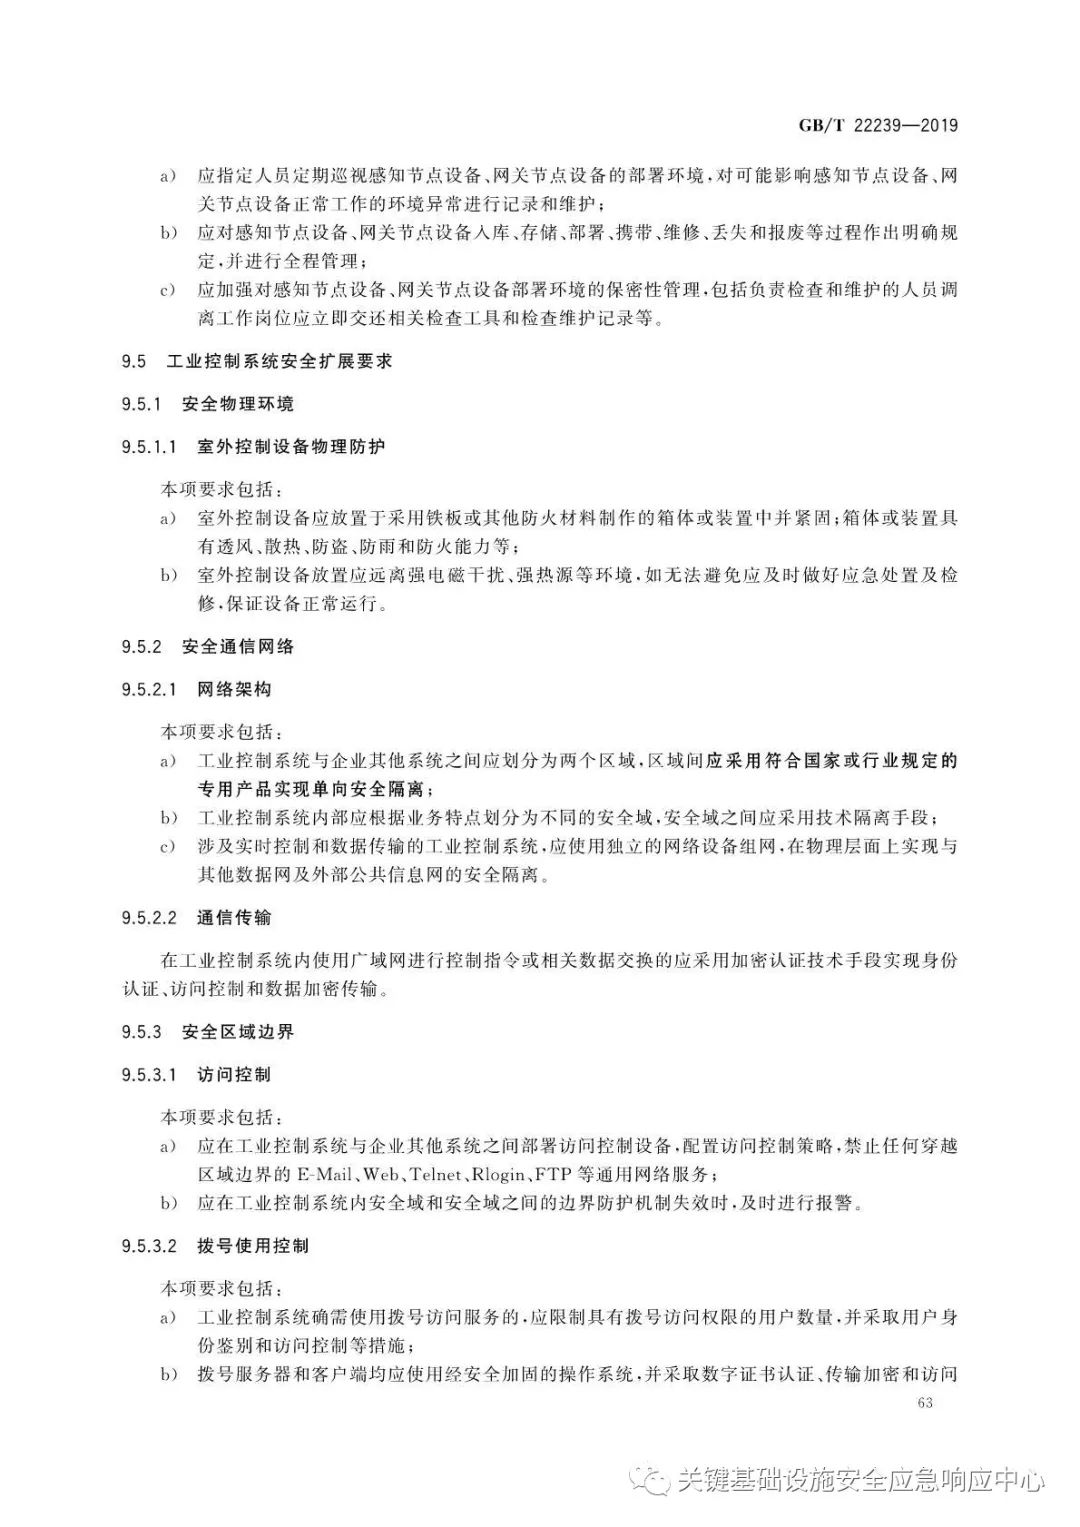 GB/T 22239—2019
a) 应指定人员定期巡视感知节点设备、网关节点设备的部署环境,对可能影响感知节点设备、网
关节点设备正常工作的环境异常进行记录和维护;
b) 应对感知节点设备、网关节点设备入库、存储、部署、携带、维修、丢失和报废等过程作出明确规
定,并进行全程管理;
c) 应加强对感知节点设备、网关节点设备部署环境的保密性管理,包括负责检查和维护的人员调
离工作岗位应立即交还相关检查工具和检查维护记录等。
9.5 工业控制系统安全扩展要求
9.5.1 安全物理环境
9.5.1.1 室外控制设备物理防护
本项要求包括:
a) 室外控制设备应放置于采用铁板或其他防火材料制作的箱体或装置中并紧固;箱体或装置具
有透风、散热、防盗、防雨和防火能力等;
b) 室外控制设备放置应远离强电磁干扰、强热源等环境,如无法避免应及时做好应急处置及检
修,保证设备正常运行。
9.5.2 安全通信网络
9.5.2.1 网络架构
本项要求包括:
a) 工业控制系统与企业其他系统之间应划分为两个区域,区域间应采用符合国家或行业规定的
专用产品实现单向安全隔离;
b) 工业控制系统内部应根据业务特点划分为不同的安全域,安全域之间应采用技术隔离手段;
c) 涉及实时控制和数据传输的工业控制系统,应使用独立的网络设备组网,在物理层面上实现与
其他数据网及外部公共信息网的安全隔离。
9.5.2.2 通信传输
在工业控制系统内使用广域网进行控制指令或相关数据交换的应采用加密认证技术手段实现身份
认证、访问控制和数据加密传输。
9.5.3 安全区域边界
9.5.3.1 访问控制
本项要求包括:
a) 应在工业控制系统与企业其他系统之间部署访问控制设备,配置访问控制策略,禁止任何穿越
区域边界的 E-Mail、Web、Telnet、Rlogin、FTP 等通用网络服务;
b) 应在工业控制系统内安全域和安全域之间的边界防护机制失效时,及时进行报警。
9.5.3.2 拨号使用控制
本项要求包括:
a) 工业控制系统确需使用拨号访问服务的,应限制具有拨号访问权限的用户数量,并采取用户身
份鉴别和访问控制等措施;
b) 拨号服务器和客户端均应使用经安全加固的操作系统,并采取数字证书认证、传输加密和访问
63
关键基础设施安全应急响应中心